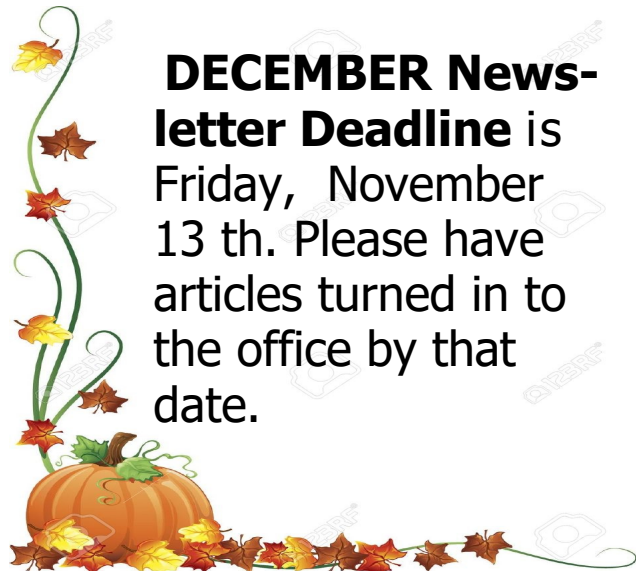 DECEMBER News-
letter Deadline is
Friday, November
13 th. Please have
articles turned in to
the office by that
date.